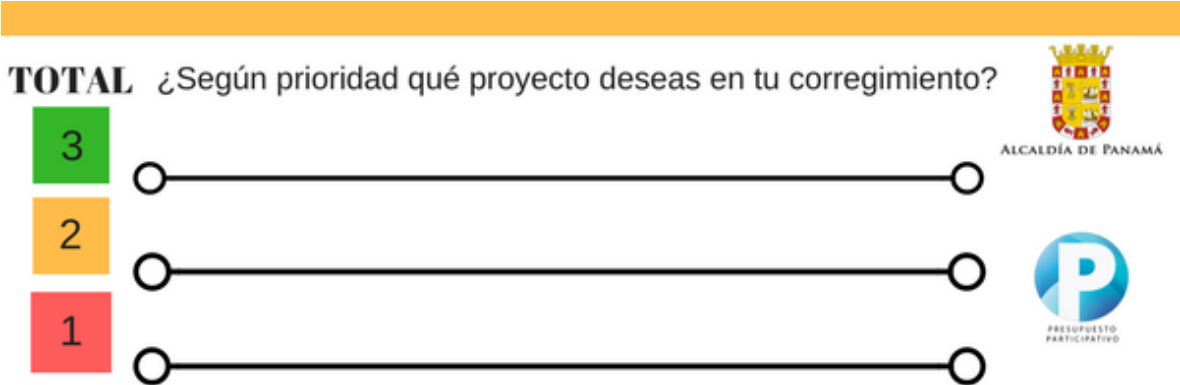 TOTAL ¿Según prioridad qué proyecto deseas en tu corregimiento?
3
ALCALDÍA DE PANAMÁ
2
P
PRESUPUESTO
PARTICIPATIVO
1